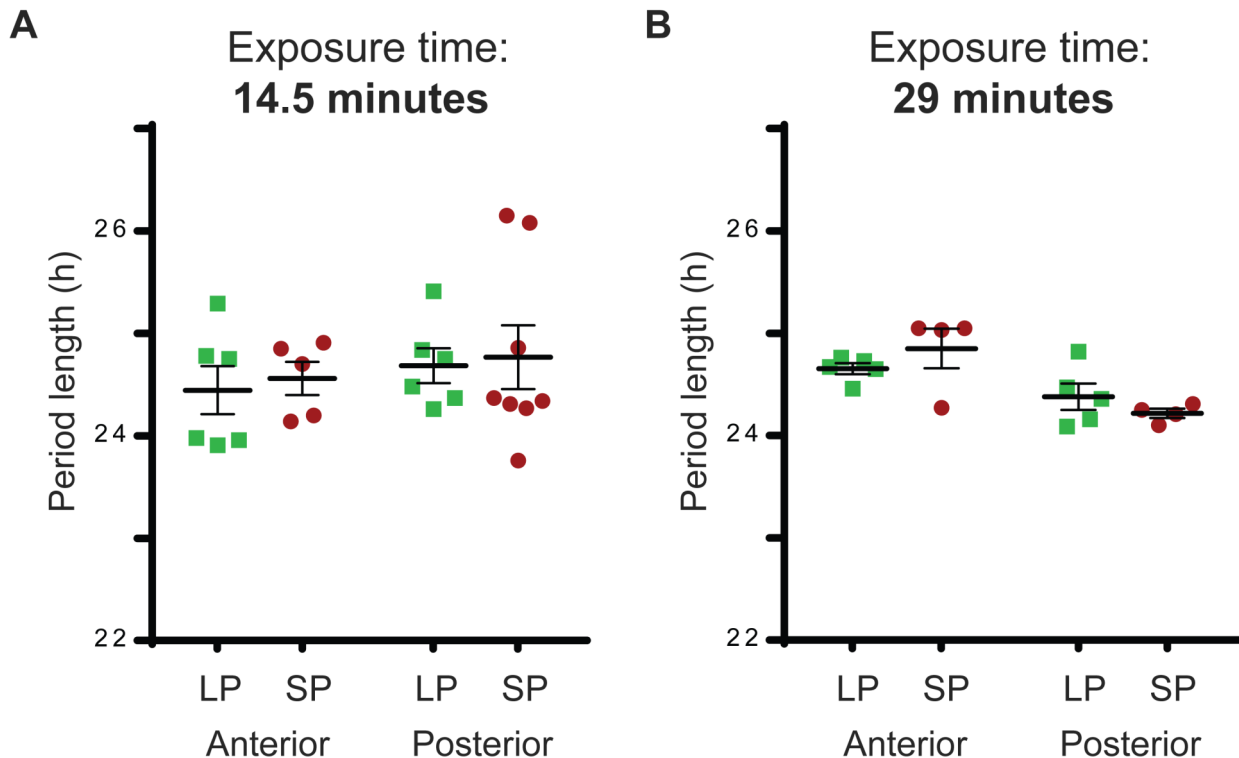 A
Exposure time:
14.5 minutes
Period length (h)
26
24
22
LP SP LP SP
Anterior Posterior
B
Exposure time:
29 minutes
Period length (h)
26
24
22
LP SP LP SP
Anterior Posterior